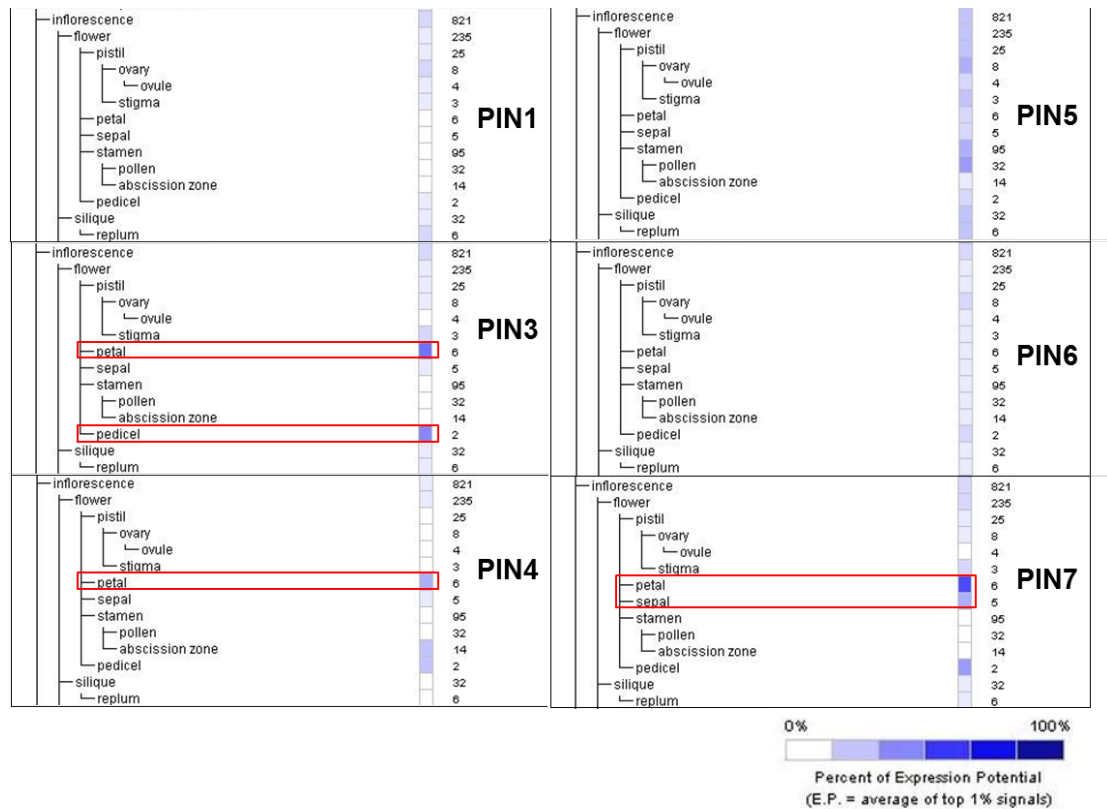 inflorescence 821
flower 235
pistil 25
ovary 8
ovule 4
stigma 3
petal 6
sepal 5
stamen 95
pollen 32
abscission zone 14
pedicel 2
silique 32
replum 6
PIN1
inflorescence 821
flower 235
pistil 25
ovary 8
ovule 4
stigma 3
petal 6
sepal 5
stamen 95
pollen 32
abscission zone 14
pedicel 2
silique 32
replum 6
PIN5
inflorescence 821
flower 235
pistil 25
ovary 8
ovule 4
stigma 3
petal 6
sepal 5
stamen 95
pollen 32
abscission zone 14
pedicel 2
silique 32
replum 6
PIN3
inflorescence 821
flower 235
pistil 25
ovary 8
ovule 4
stigma 3
petal 6
sepal 5
stamen 95
pollen 32
abscission zone 14
pedicel 2
silique 32
replum 6
PIN6
inflorescence 821
flower 235
pistil 25
ovary 8
ovule 4
stigma 3
petal 6
sepal 5
stamen 95
pollen 32
abscission zone 14
pedicel 2
silique 32
replum 6
PIN4
inflorescence 821
flower 235
pistil 25
ovary 8
ovule 4
stigma 3
petal 6
sepal 5
stamen 95
pollen 32
abscission zone 14
pedicel 2
silique 32
replum 6
PIN7
0% 100%
Percent of Expression Potential
(E.P. = average of top 1% signals)